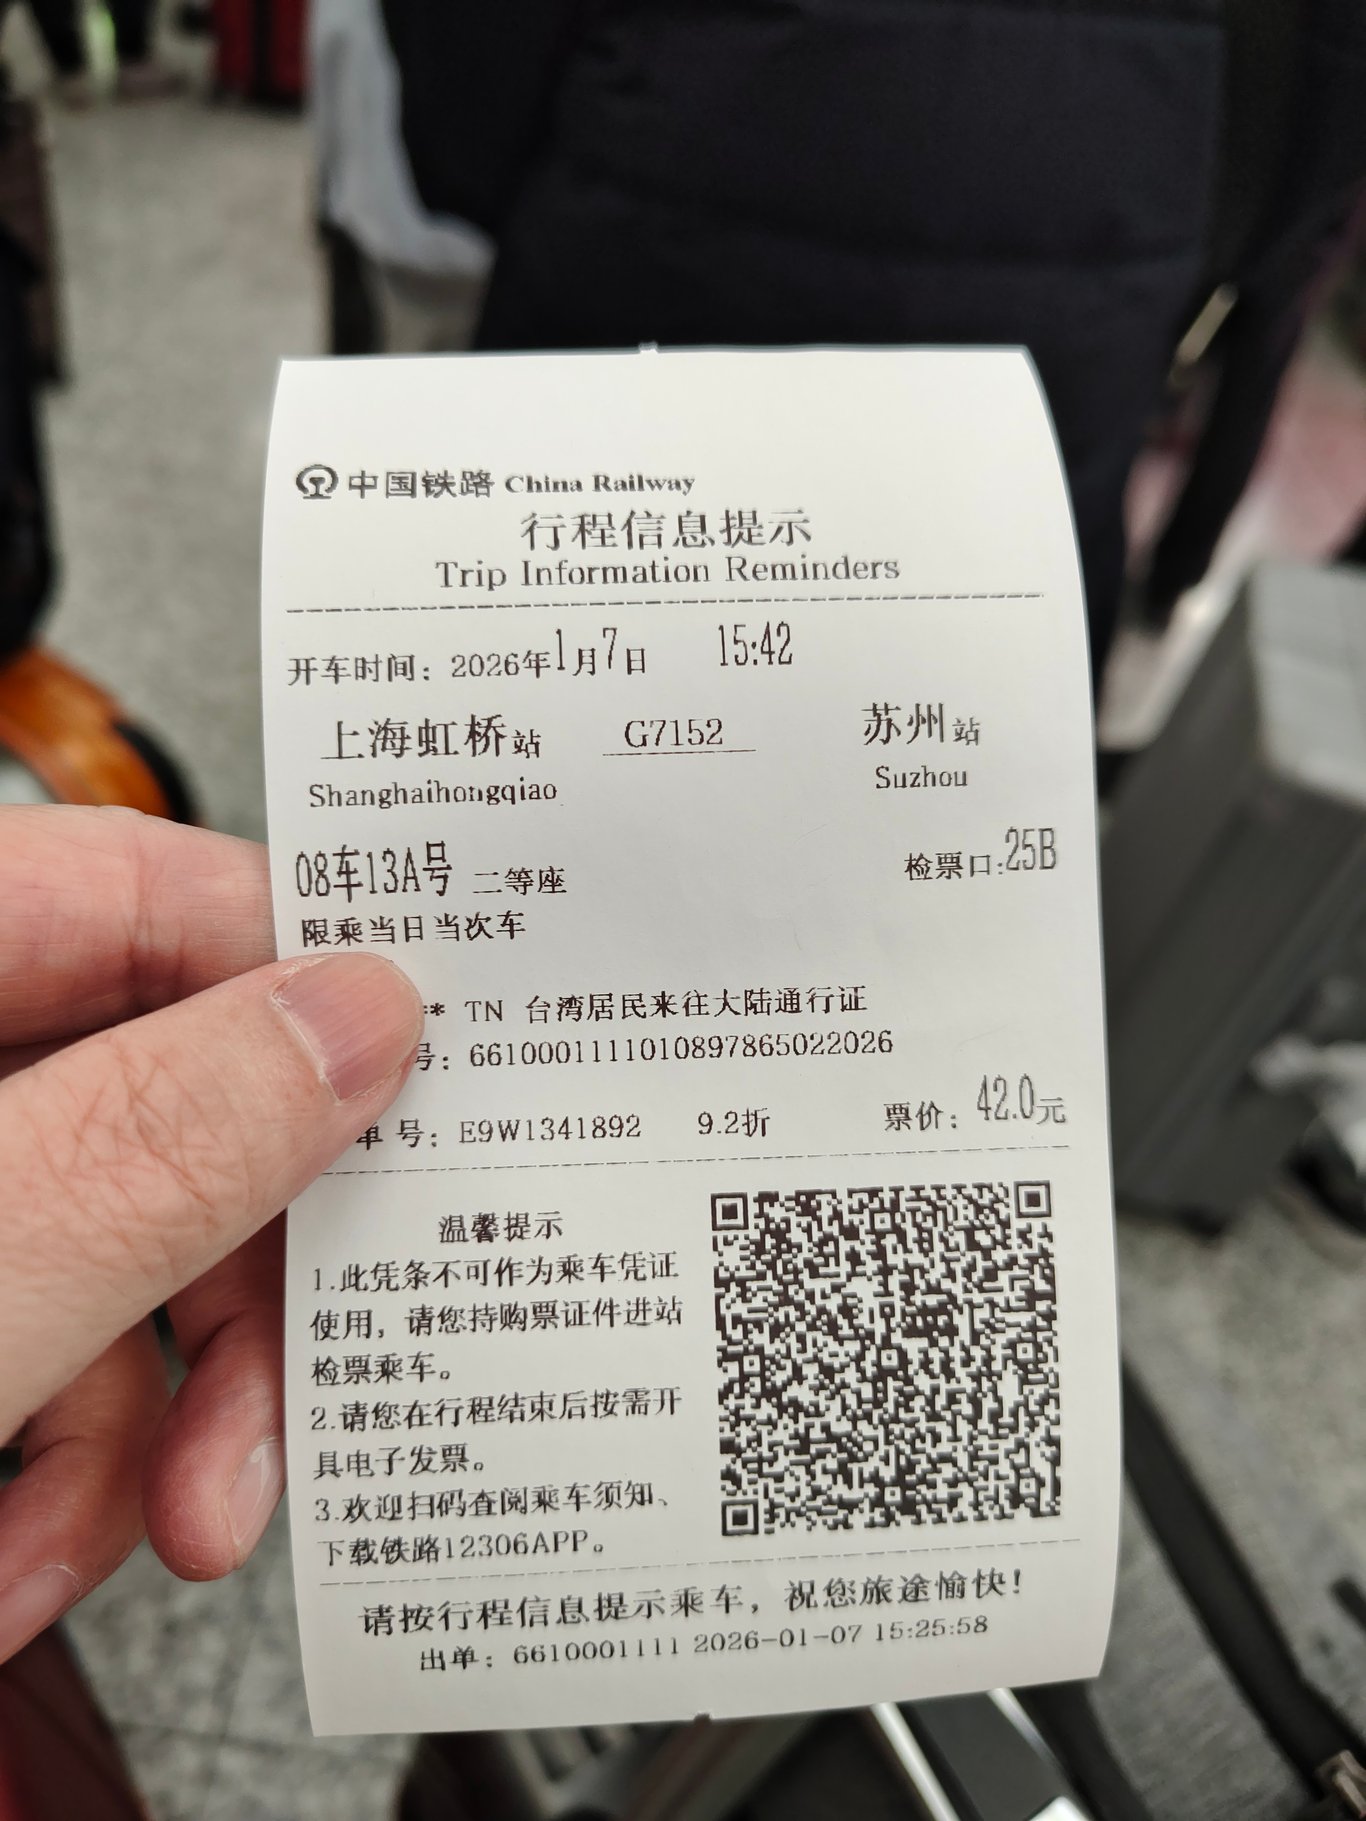 中国铁路 China Railway
行程信息提示
Trip Information Reminders
开车时间：2026年1月7日 15:42
上海虹桥站 G7152 苏州站
Shanghaihongqiao Suzhou
08车13A号 二等座 检票口:25B
限乘当日当次车
** TN 台湾居民来往大陆通行证
号：6610001111010897865022026
单号：E9W1341892 9.2折 票价：42.0元
温馨提示
1.此凭条不可作为乘车凭证
使用，请您持购票证件进站
检票乘车。
2.请您在行程结束后按需开
具电子发票。
3.欢迎扫码查阅乘车须知、
下载铁路12306APP。
请按行程信息提示乘车，祝您旅途愉快！
出单：6610001111 2026-01-07 15:25:58